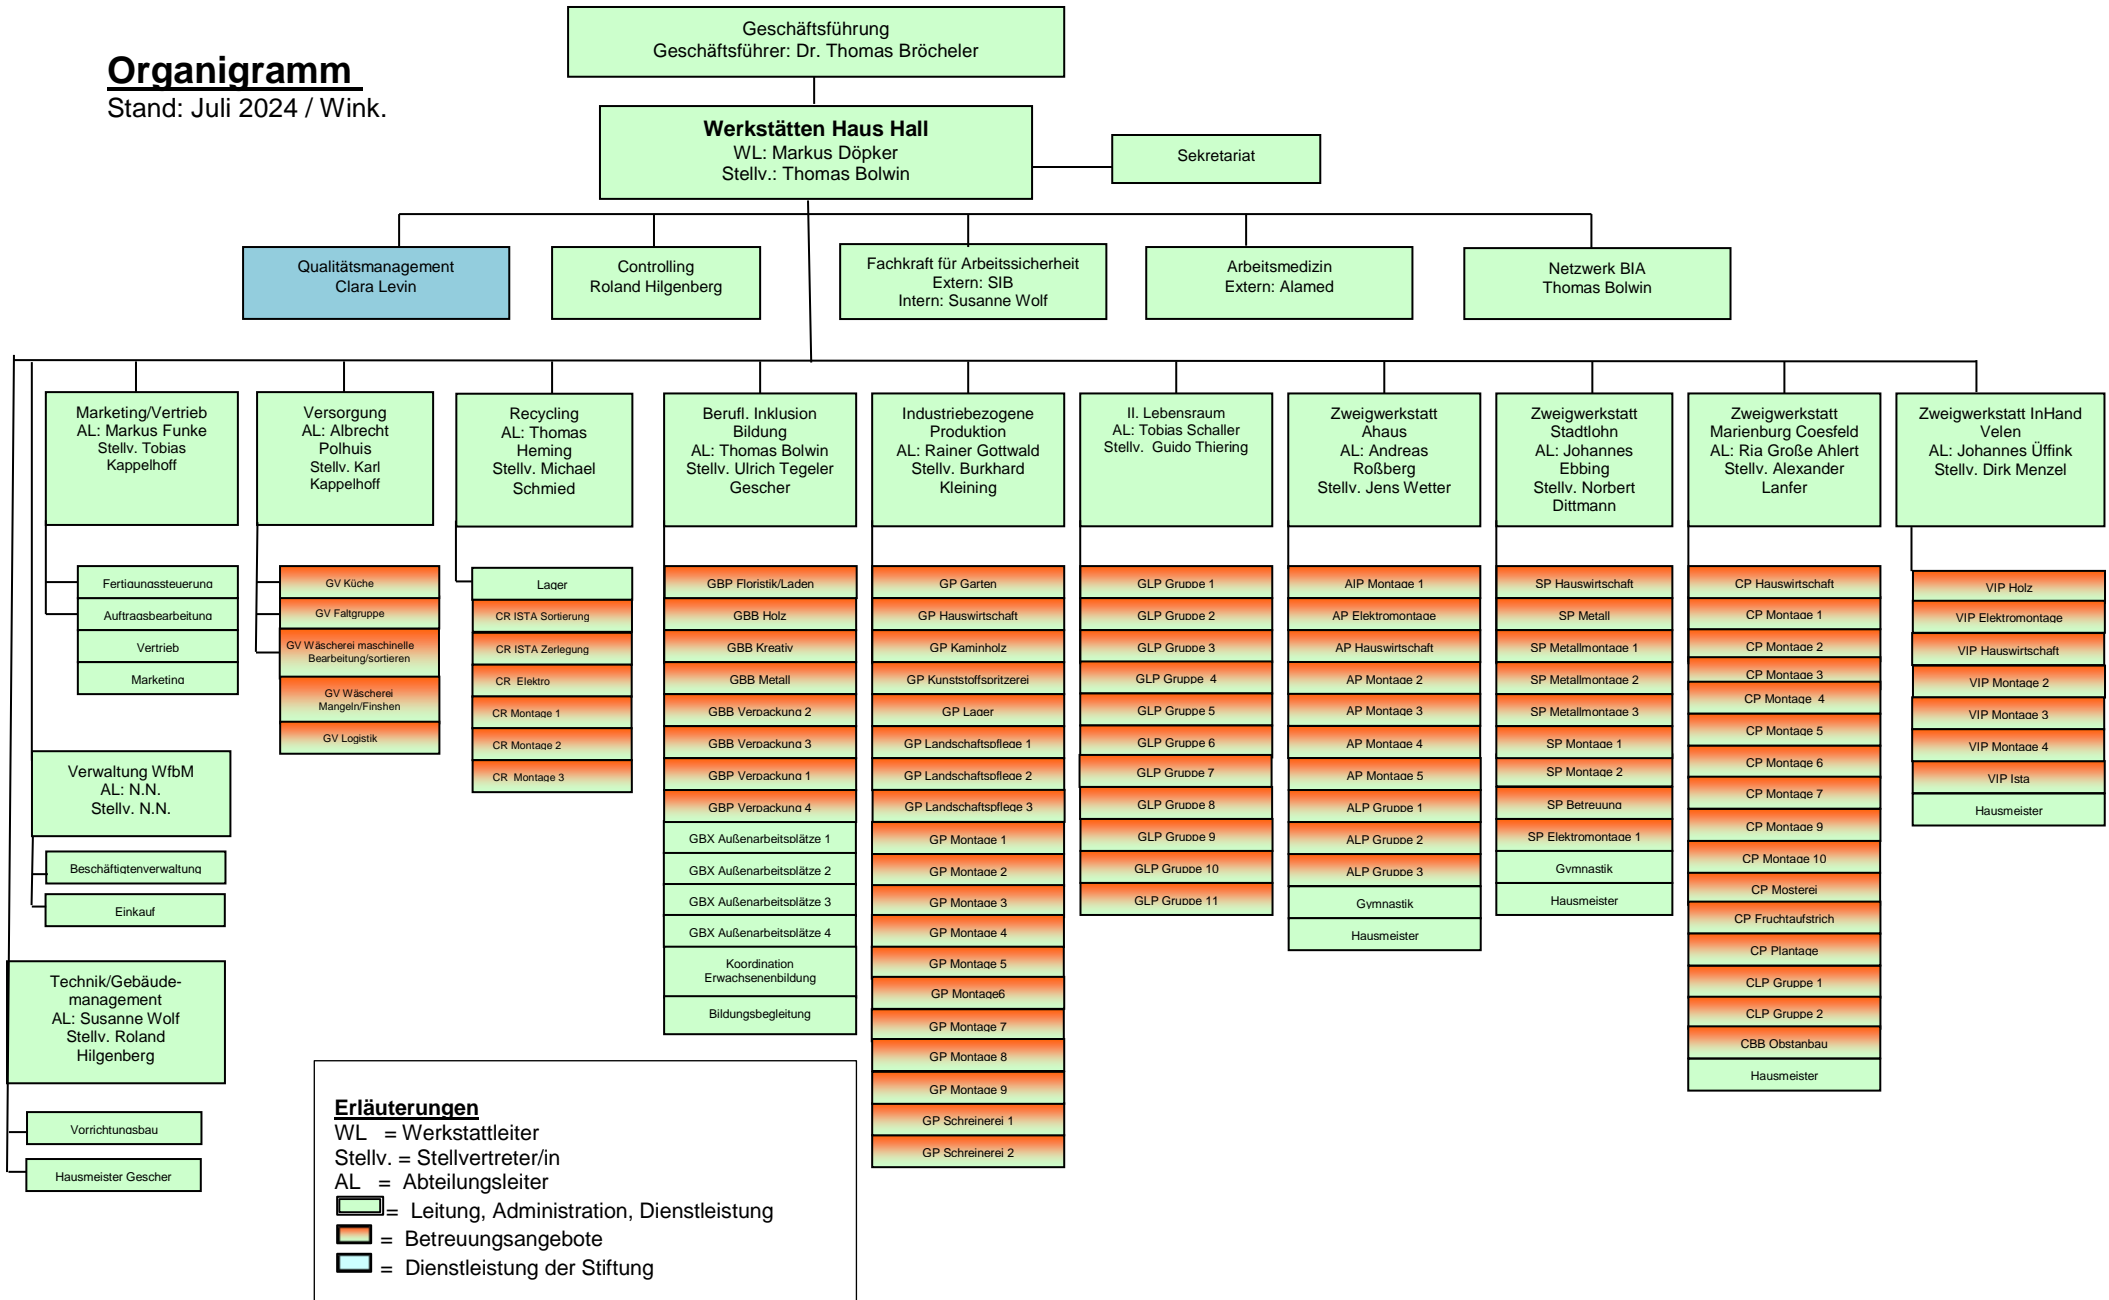 Organigramm
Stand: Juli 2024 / Wink.
Geschäftsführung
Geschäftsführer: Dr. Thomas Bröcheler
Werkstätten Haus Hall
WL: Markus Döpker
Stellv.: Thomas Bolwin
Sekretariat
Qualitätsmanagement
Clara Levin
Controlling
Roland Hilgenberg
Fachkraft für Arbeitssicherheit
Extern: SIB
Intern: Susanne Wolf
Arbeitsmedizin
Extern: Alamed
Netzwerk BIA
Thomas Bolwin
Marketing/Vertrieb
AL: Markus Funke
Stellv. Tobias
Kappelhoff
Fertigungssteuerung
Auftragsbearbeitung
Vertrieb
Marketing
Verwaltung WfbM
AL: N.N.
Stellv. N.N.
Beschäftigtenverwaltung
Einkauf
Technik/Gebäude-
management
AL: Susanne Wolf
Stellv. Roland
Hilgenberg
Vorrichtungsbau
Hausmeister Gescher
Versorgung
AL: Albrecht
Polhuis
Stellv. Karl
Kappelhoff
GV Küche
GV Faltgruppe
GV Wäscherei maschinelle
Bearbeitung/sortieren
GV Wäscherei
Mangeln/Finshen
GV Logistik
Recycling
AL: Thomas
Heming
Stellv. Michael
Schmied
Lager
CR ISTA Sortierung
CR ISTA Zerlegung
CR Elektro
CR Montage 1
CR Montage 2
CR Montage 3
Berufl. Inklusion
Bildung
AL: Thomas Bolwin
Stellv. Ulrich Tegeler
Gescher
GBP Floristik/Laden
GBB Holz
GBB Kreativ
GBB Metall
GBB Verpackung 2
GBB Verpackung 3
GBP Verpackung 1
GBP Verpackung 4
GBX Außenarbeitsplätze 1
GBX Außenarbeitsplätze 2
GBX Außenarbeitsplätze 3
GBX Außenarbeitsplätze 4
Koordination
Erwachsenenbildung
Bildungsbegleitung
Industriebezogene
Produktion
AL: Rainer Gottwald
Stellv. Burkhard
Kleining
GP Garten
GP Hauswirtschaft
GP Kaminholz
GP Kunststoffspritzerei
GP Lager
GP Landschaftspflege 1
GP Landschaftspflege 2
GP Landschaftspflege 3
GP Montage 1
GP Montage 2
GP Montage 3
GP Montage 4
GP Montage 5
GP Montage6
GP Montage 7
GP Montage 8
GP Montage 9
GP Schreinerei 1
GP Schreinerei 2
II. Lebensraum
AL: Tobias Schaller
Stellv. Guido Thiering
GLP Gruppe 1
GLP Gruppe 2
GLP Gruppe 3
GLP Gruppe 4
GLP Gruppe 5
GLP Gruppe 6
GLP Gruppe 7
GLP Gruppe 8
GLP Gruppe 9
GLP Gruppe 10
GLP Gruppe 11
Zweigwerkstatt
Ahaus
AL: Andreas
Roßberg
Stellv. Jens Wetter
AIP Montage 1
AP Elektromontage
AP Hauswirtschaft
AP Montage 2
AP Montage 3
AP Montage 4
AP Montage 5
ALP Gruppe 1
ALP Gruppe 2
ALP Gruppe 3
Gymnastik
Hausmeister
Zweigwerkstatt
Stadtlohn
AL: Johannes
Ebbing
Stellv. Norbert
Dittmann
SP Hauswirtschaft
SP Metall
SP Metallmontage 1
SP Metallmontage 2
SP Metallmontage 3
SP Montage 1
SP Montage 2
SP Betreuung
SP Elektromontage 1
Gymnastik
Hausmeister
Zweigwerkstatt
Marienburg Coesfeld
AL: Ria Große Ahlert
Stellv. Alexander
Lanfer
CP Hauswirtschaft
CP Montage 1
CP Montage 2
CP Montage 3
CP Montage 4
CP Montage 5
CP Montage 6
CP Montage 7
CP Montage 9
CP Montage 10
CP Mosterei
CP Fruchtaufstrich
CP Plantage
CLP Gruppe 1
CLP Gruppe 2
CBB Obstanbau
Hausmeister
Zweigwerkstatt InHand
Velen
AL: Johannes Üffink
Stellv. Dirk Menzel
VIP Holz
VIP Elektromontage
VIP Hauswirtschaft
VIP Montage 2
VIP Montage 3
VIP Montage 4
VIP Ista
Hausmeister
Erläuterungen
WL = Werkstattleiter
Stellv. = Stellvertreter/in
AL = Abteilungsleiter
= Leitung, Administration, Dienstleistung
= Betreuungsangebote
= Dienstleistung der Stiftung